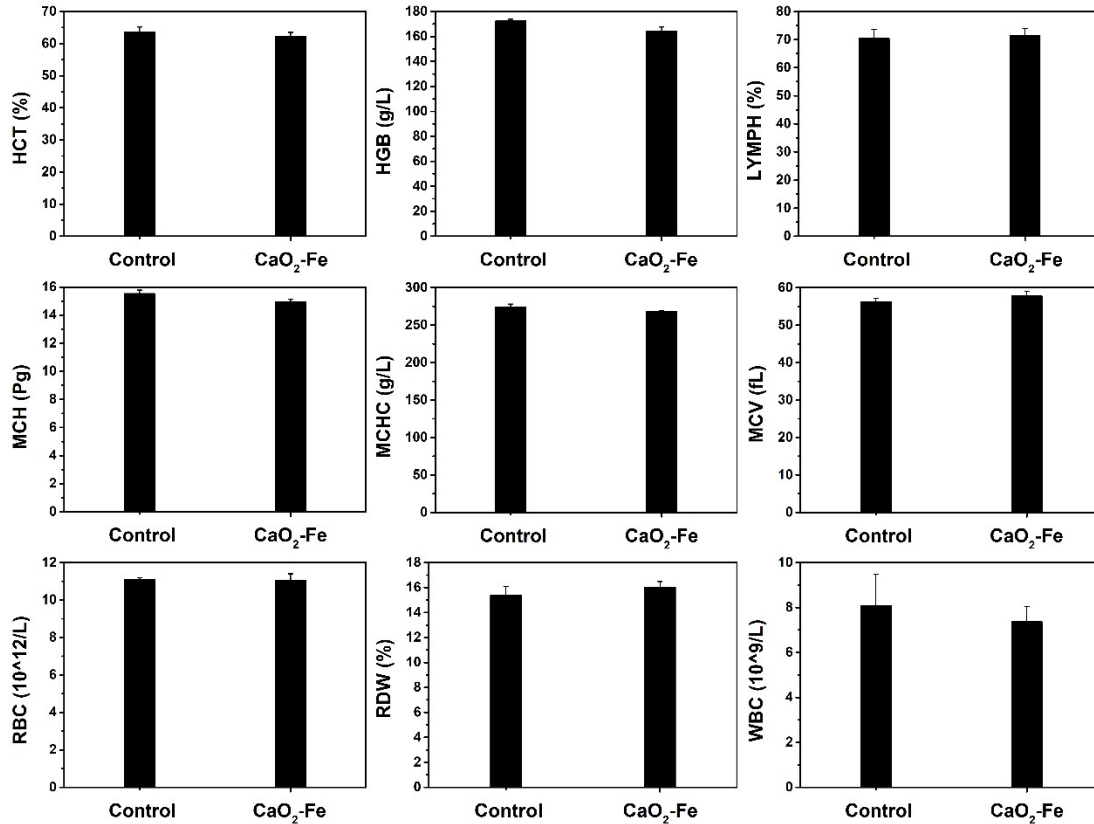 HCT (%)
70
60
50
40
30
20
10
0
Control
CaO₂-Fe
HGB (g/L)
180
160
140
120
100
80
60
40
20
0
Control
CaO₂-Fe
LYMPH (%)
80
70
60
50
40
30
20
10
0
Control
CaO₂-Fe
MCH (Pg)
16
14
12
10
8
6
4
2
0
Control
CaO₂-Fe
MCHC (g/L)
300
250
200
150
100
50
0
Control
CaO₂-Fe
MCV (fL)
60
50
40
30
20
10
0
Control
CaO₂-Fe
RBC (10^12/L)
12
10
8
6
4
2
0
Control
CaO₂-Fe
RDW (%)
18
16
14
12
10
8
6
4
2
0
Control
CaO₂-Fe
WBC (10^9/L)
10
8
6
4
2
0
Control
CaO₂-Fe